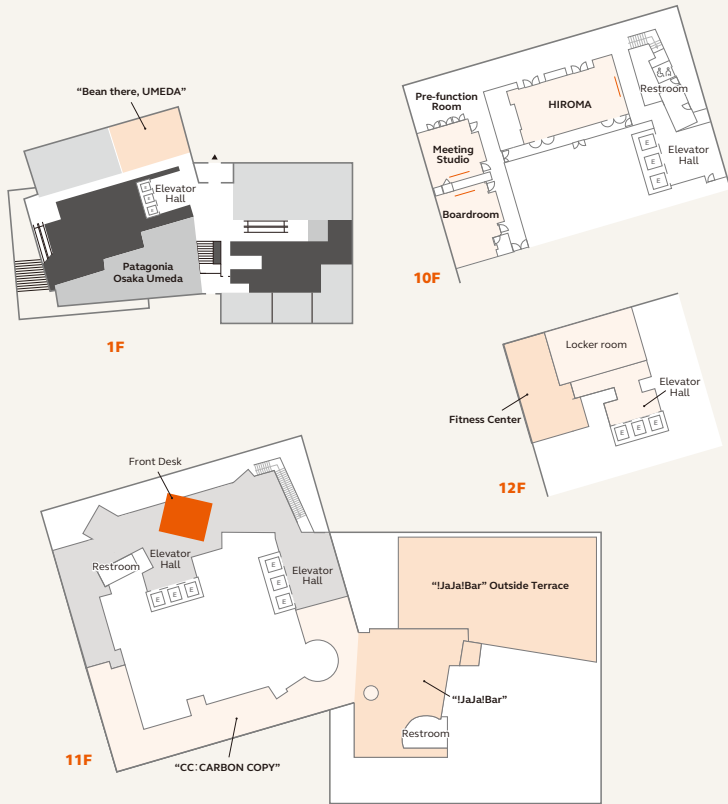 “Bean there, UMEDA”
Elevator
Hall
E
E
E
Patagonia
Osaka Umeda
1F
Pre-function
Room
HIROMA
Restroom
Meeting
Studio
Elevator
Hall
E
E
E
Boardroom
10F
Locker room
Elevator
Hall
Fitness Center
E
E
E
12F
Front Desk
Restroom
Elevator
Hall
E
E
E
Elevator
Hall
E
E
E
“!JaJa!Bar” Outside Terrace
“!JaJa!Bar”
Restroom
11F
“CC:CARBON COPY”